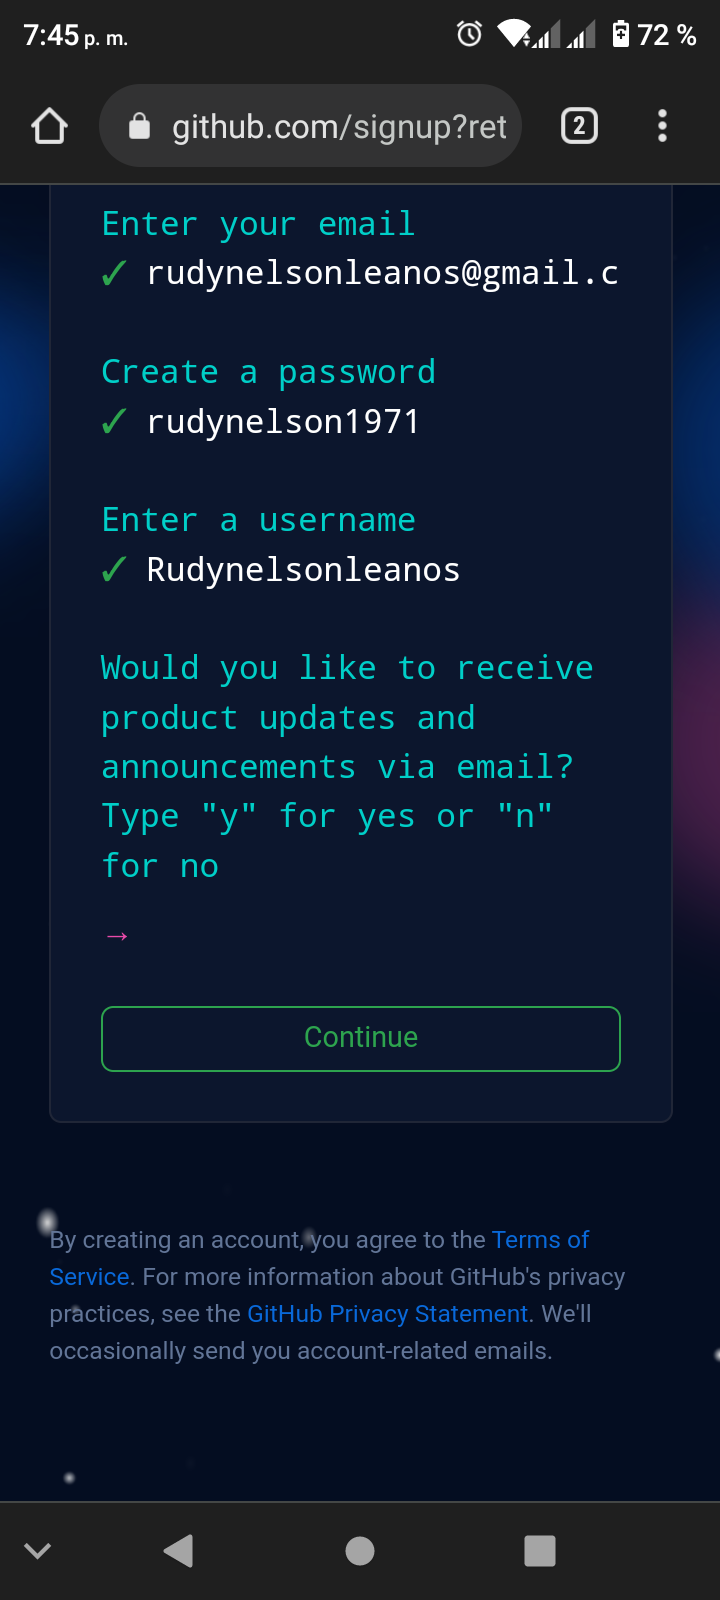 7:45 p. m.
72 %
github.com/signup?ret
2
Enter your email
✓ rudynelsonleanos@gmail.c
Create a password
✓ rudynelson1971
Enter a username
✓ Rudynelsonleanos
Would you like to receive
product updates and
announcements via email?
Type "y" for yes or "n"
for no
→
Continue
By creating an account, you agree to the Terms of
Service. For more information about GitHub's privacy
practices, see the GitHub Privacy Statement. We'll
occasionally send you account-related emails.